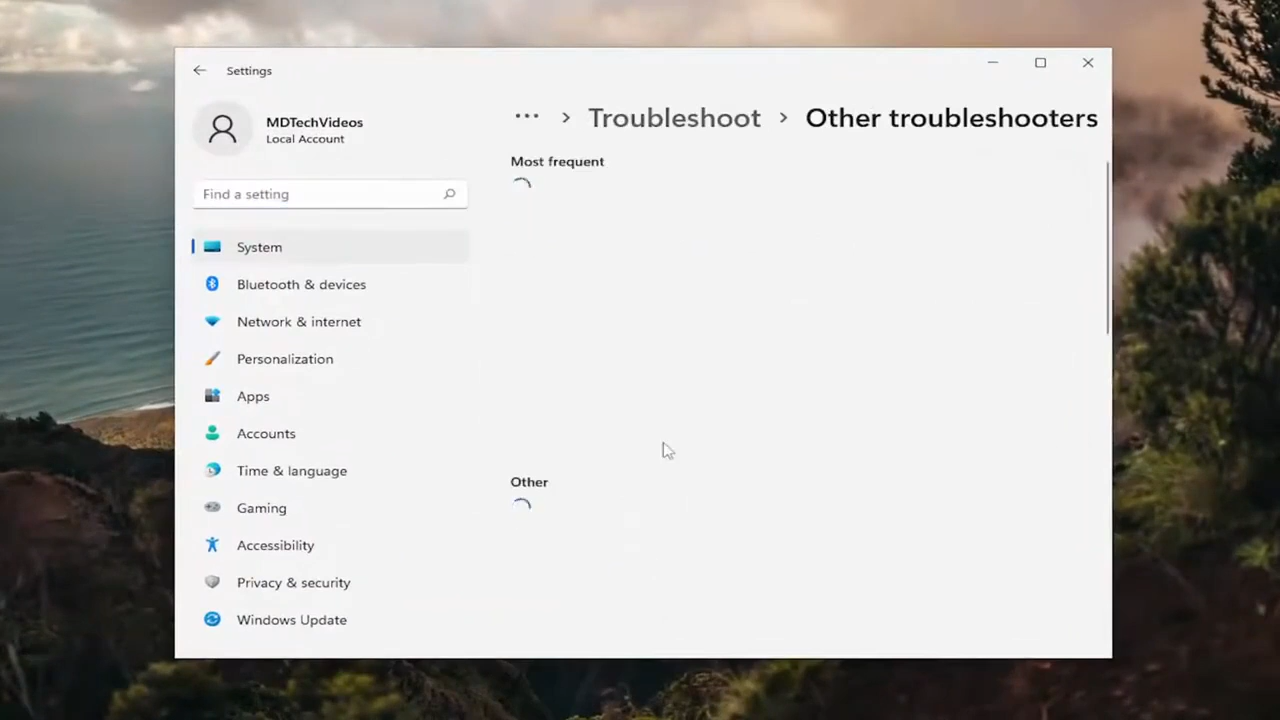 Settings
MDTechVideos
Local Account
Find a setting
System
Bluetooth & devices
Network & internet
Personalization
Apps
Accounts
Time & language
Gaming
Accessibility
Privacy & security
Windows Update
··· > Troubleshoot > Other troubleshooters
Most frequent
Other